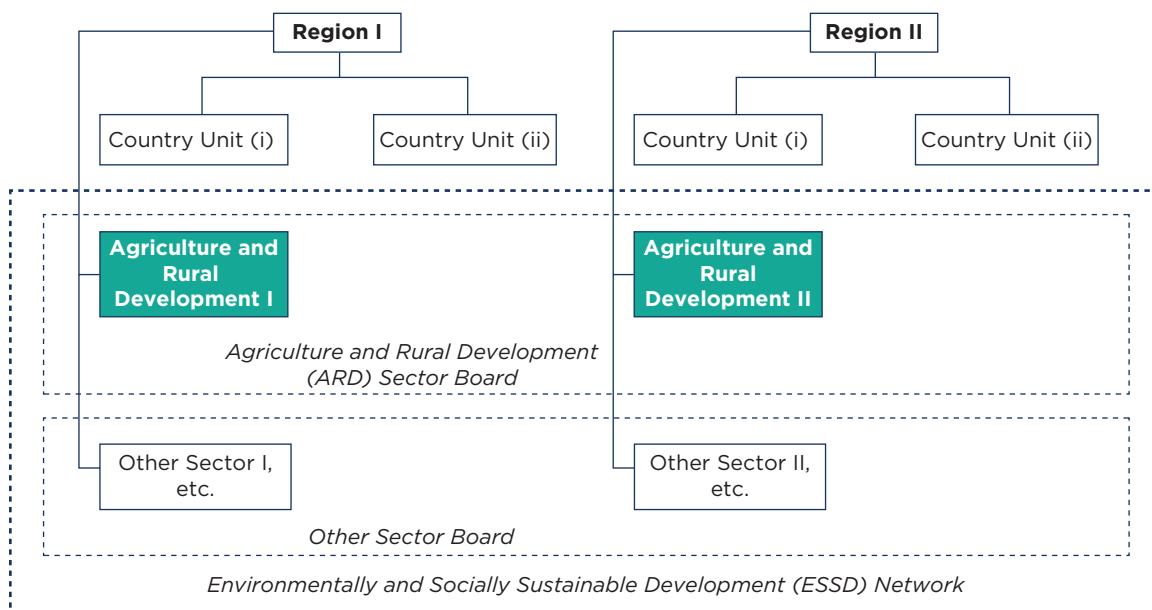 Region I
Region II
Country Unit (i)
Country Unit (ii)
Country Unit (i)
Country Unit (ii)
Agriculture and
Rural
Development I
Agriculture and
Rural
Development II
Agriculture and Rural Development
(ARD) Sector Board
Other Sector I,
etc.
Other Sector II,
etc.
Other Sector Board
Environmentally and Socially Sustainable Development (ESSD) Network